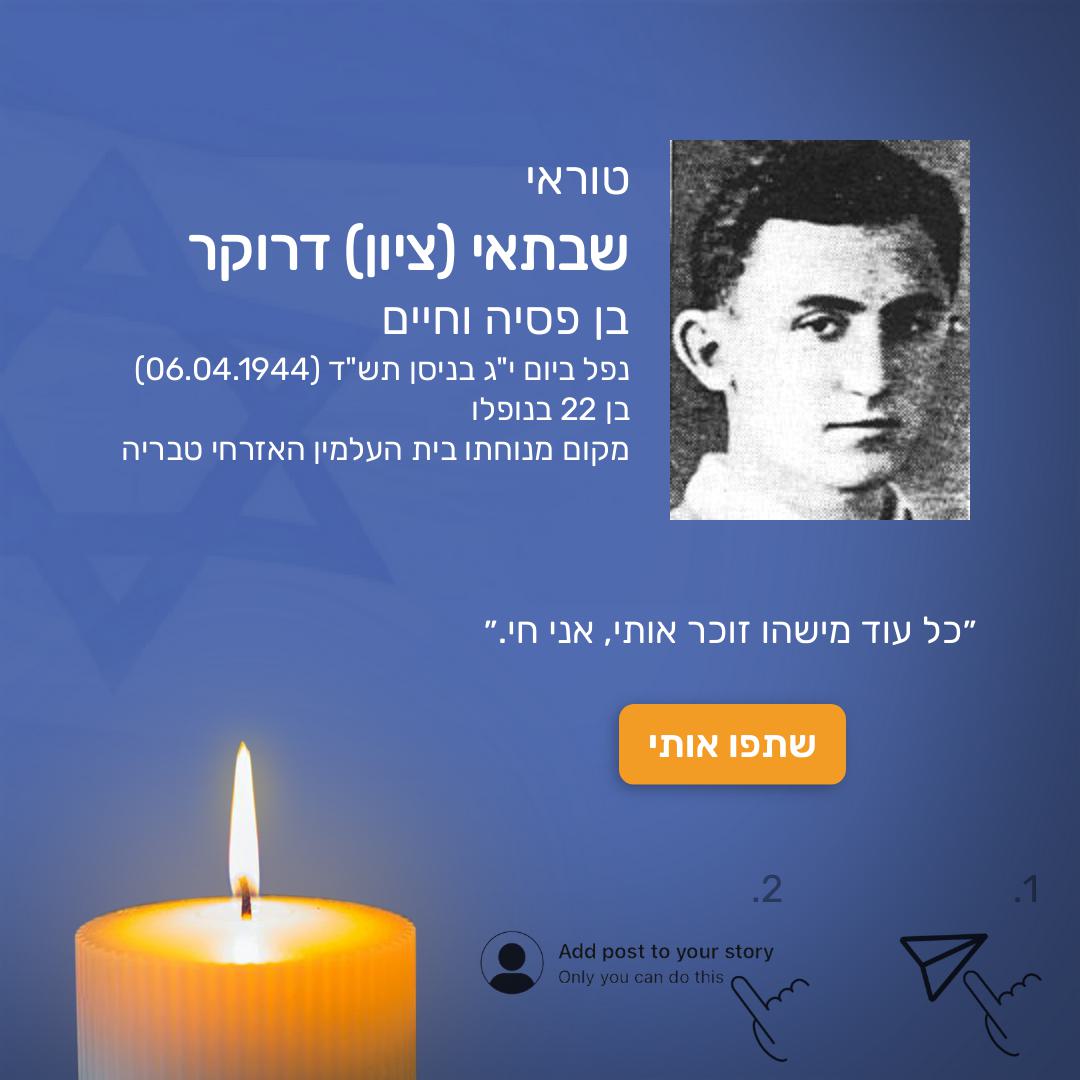 טוראי
שבתאי (ציון) דרוקר
בן פסיה וחיים
נפל ביום י"ג בניסן תש"ד (06.04.1944)
בן 22 בנופלו
מקום מנוחתו בית העלמין האזרחי טבריה
״כל עוד מישהו זוכר אותי, אני חי.״
שתפו אותי
1.
2.
Add post to your story
Only you can do this